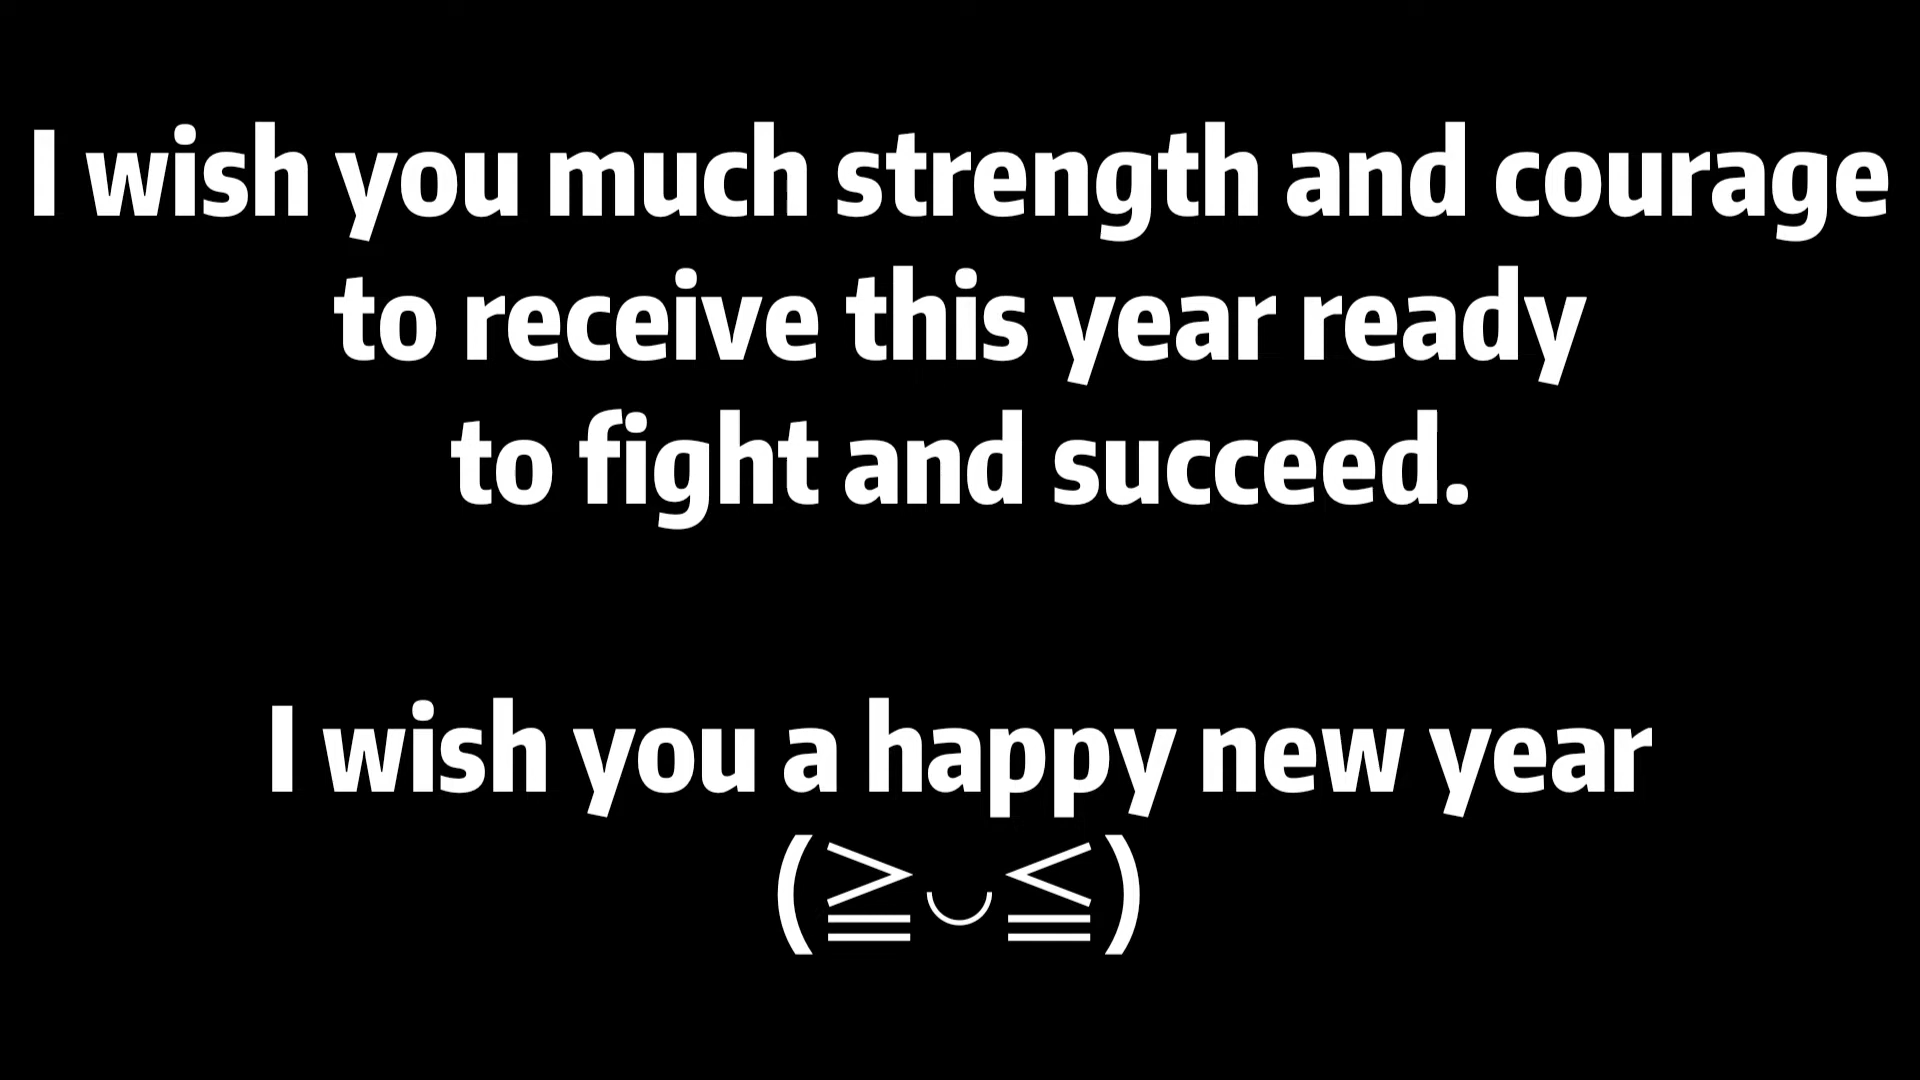 I wish you much strength and courage
to receive this year ready
to fight and succeed.
I wish you a happy new year
(≧◡≦)